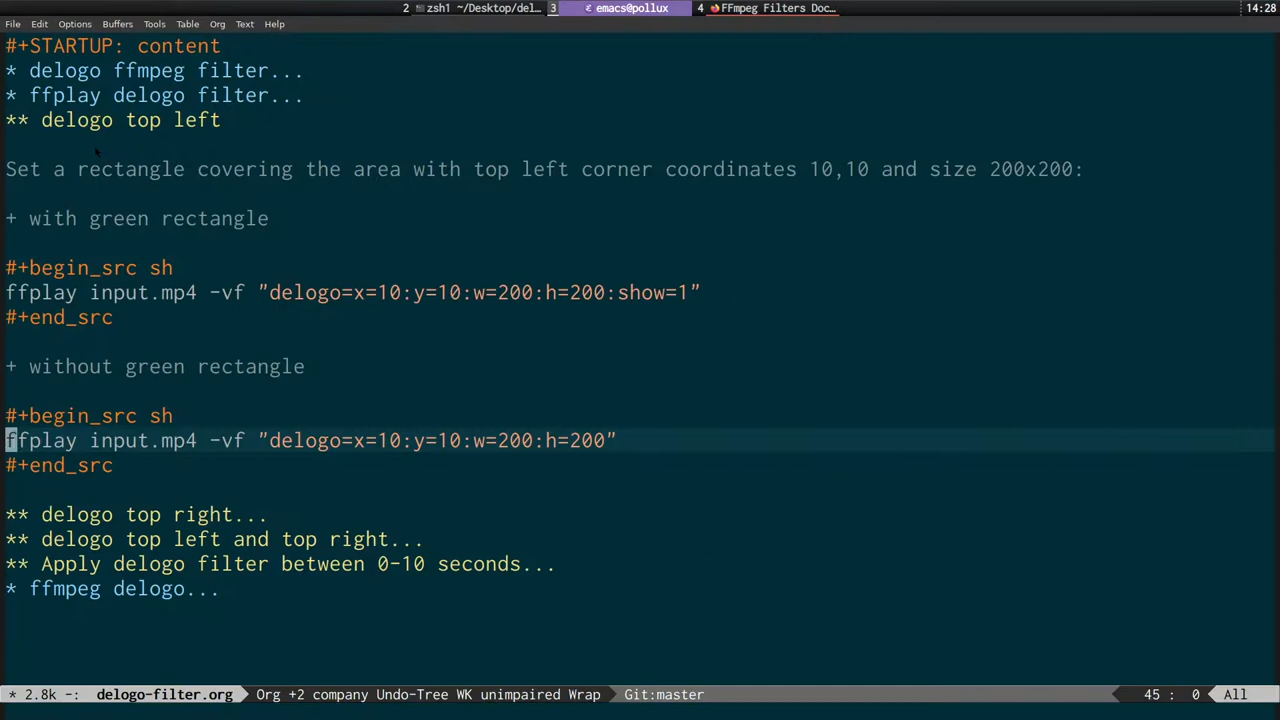 2 zsh1 ~/Desktop/del… 3 emacs@pollux 4 FFmpeg Filters Doc… 14:28
File Edit Options Buffers Tools Table Org Text Help
#+STARTUP: content
* delogo ffmpeg filter...
* ffplay delogo filter...
** delogo top left
Set a rectangle covering the area with top left corner coordinates 10,10 and size 200x200:
+ with green rectangle
#+begin_src sh
ffplay input.mp4 -vf "delogo=x=10:y=10:w=200:h=200:show=1"
#+end_src
+ without green rectangle
#+begin_src sh
ffplay input.mp4 -vf "delogo=x=10:y=10:w=200:h=200"
#+end_src
** delogo top right...
** delogo top left and top right...
** Apply delogo filter between 0-10 seconds...
* ffmpeg delogo...
* 2.8k -: delogo-filter.org Org +2 company Undo-Tree WK unimpaired Wrap Git:master 45: 0 All